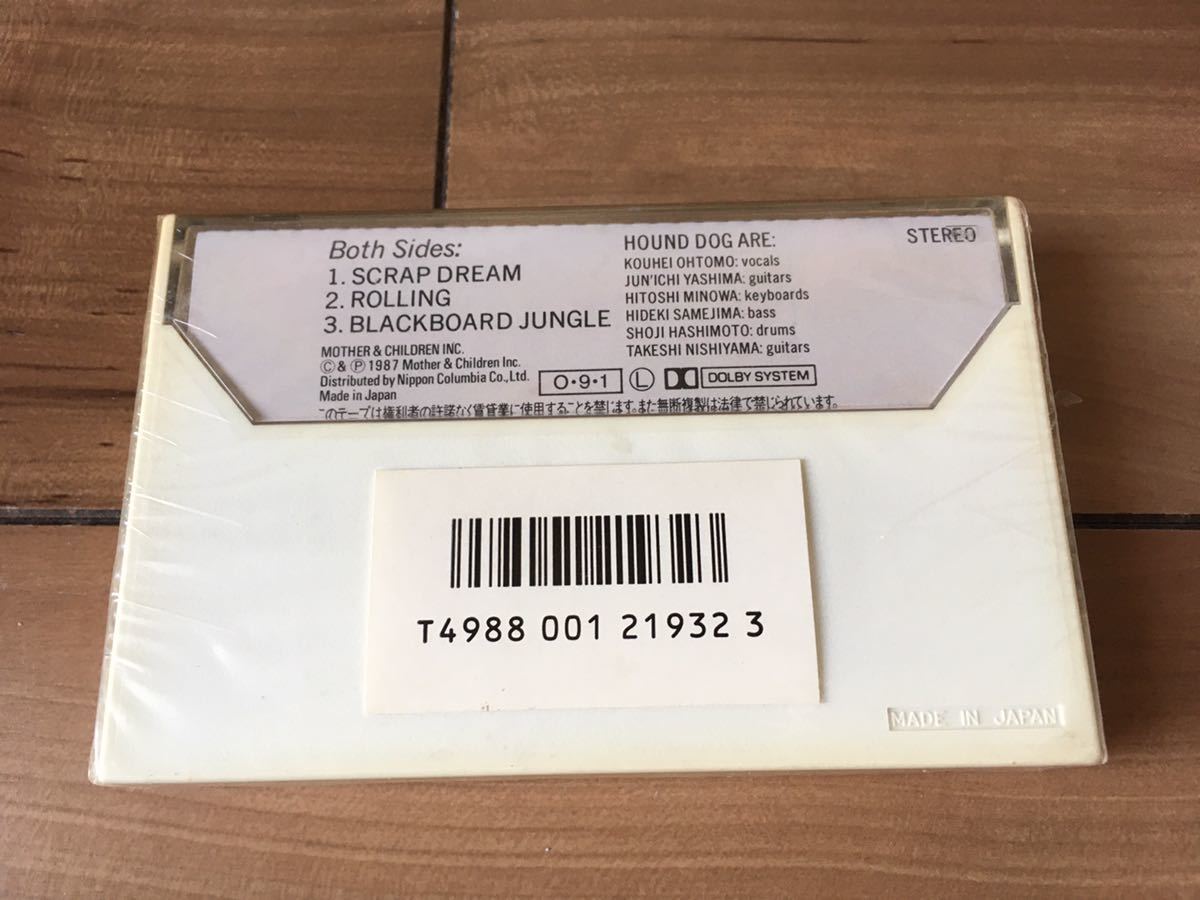 Both Sides:
1. SCRAP DREAM
2. ROLLING
3. BLACKBOARD JUNGLE
MOTHER & CHILDREN INC.
Ⓒ & Ⓟ 1987 Mother & Children Inc.
Distributed by Nippon Columbia Co., Ltd.
Made in Japan
HOUND DOG ARE:
KOUHEI OHTOMO: vocals
JUN'ICHI YASHIMA: guitars
HITOSHI MINOWA: keyboards
HIDEKI SAMEJIMA: bass
SHOJI HASHIMOTO: drums
TAKESHI NISHIYAMA: guitars
STEREO
O・9・1 Ⓛ DOLBY SYSTEM
このテープは権利者の許諾なく賃貸業に使用することを禁じます。また無断複製は法律で禁じられています。
T4988 001 21932 3
MADE IN JAPAN